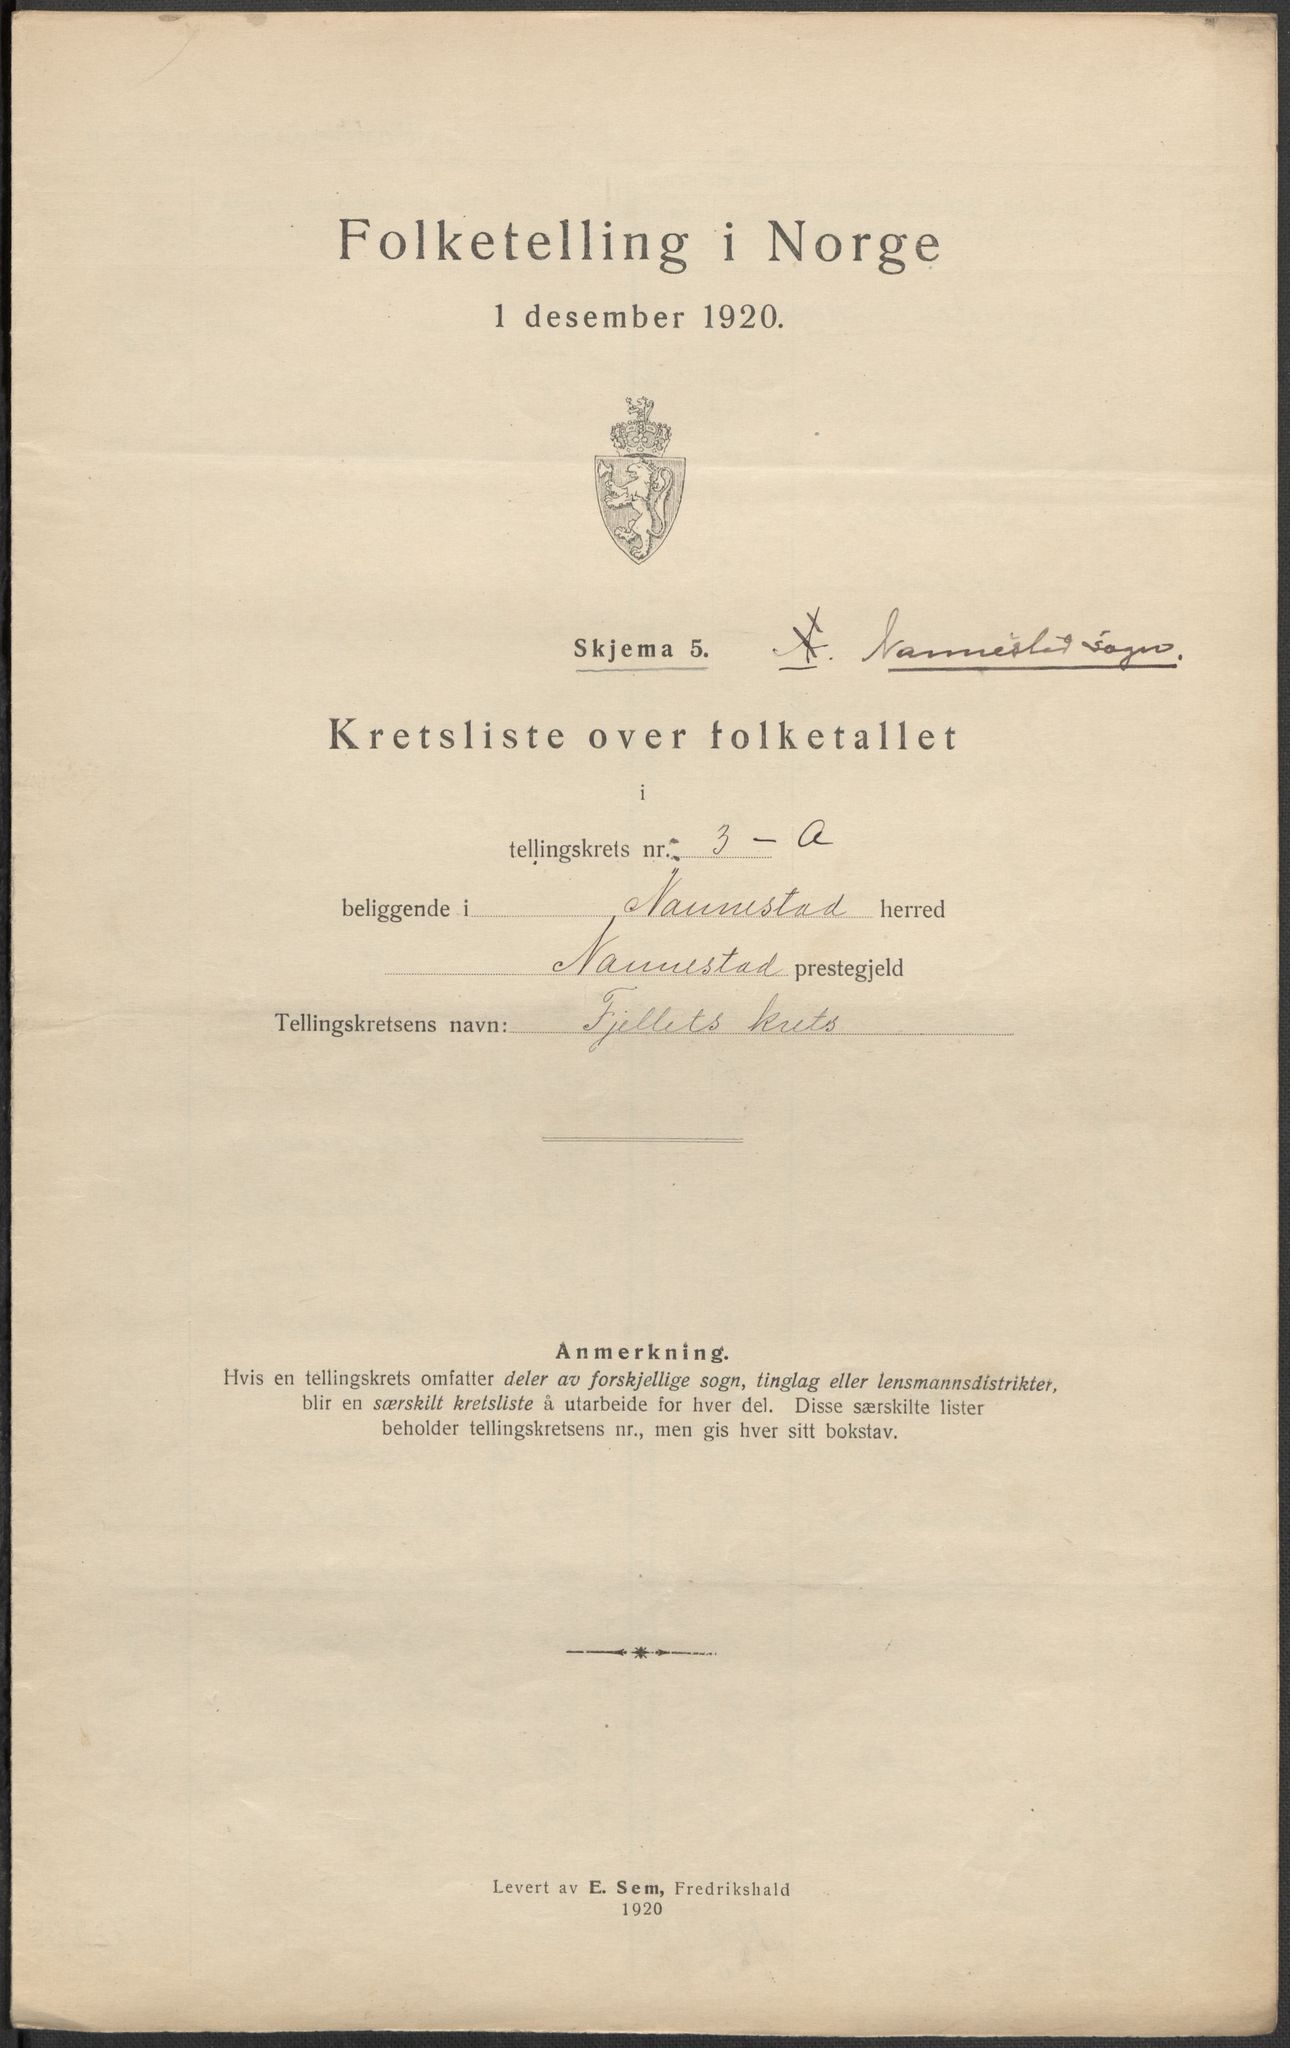 Folketelling i Norge
1 desember 1920.
Skjema 5. Nannestad sogn.
Kretsliste over folketallet
i
tellingskrets nr.: 3 - a
beliggende i Nannestad herred
Nannestad prestegjeld
Tellingskretsens navn: Fjellets krets
Anmerkning.
Hvis en tellingskrets omfatter deler av forskjellige sogn, tinglag eller lensmannsdistrikter,
blir en særskilt kretsliste å utarbeide for hver del. Disse særskilte lister
beholder tellingskretsens nr., men gis hver sitt bokstav.
Levert av E. Sem, Fredrikshald
1920